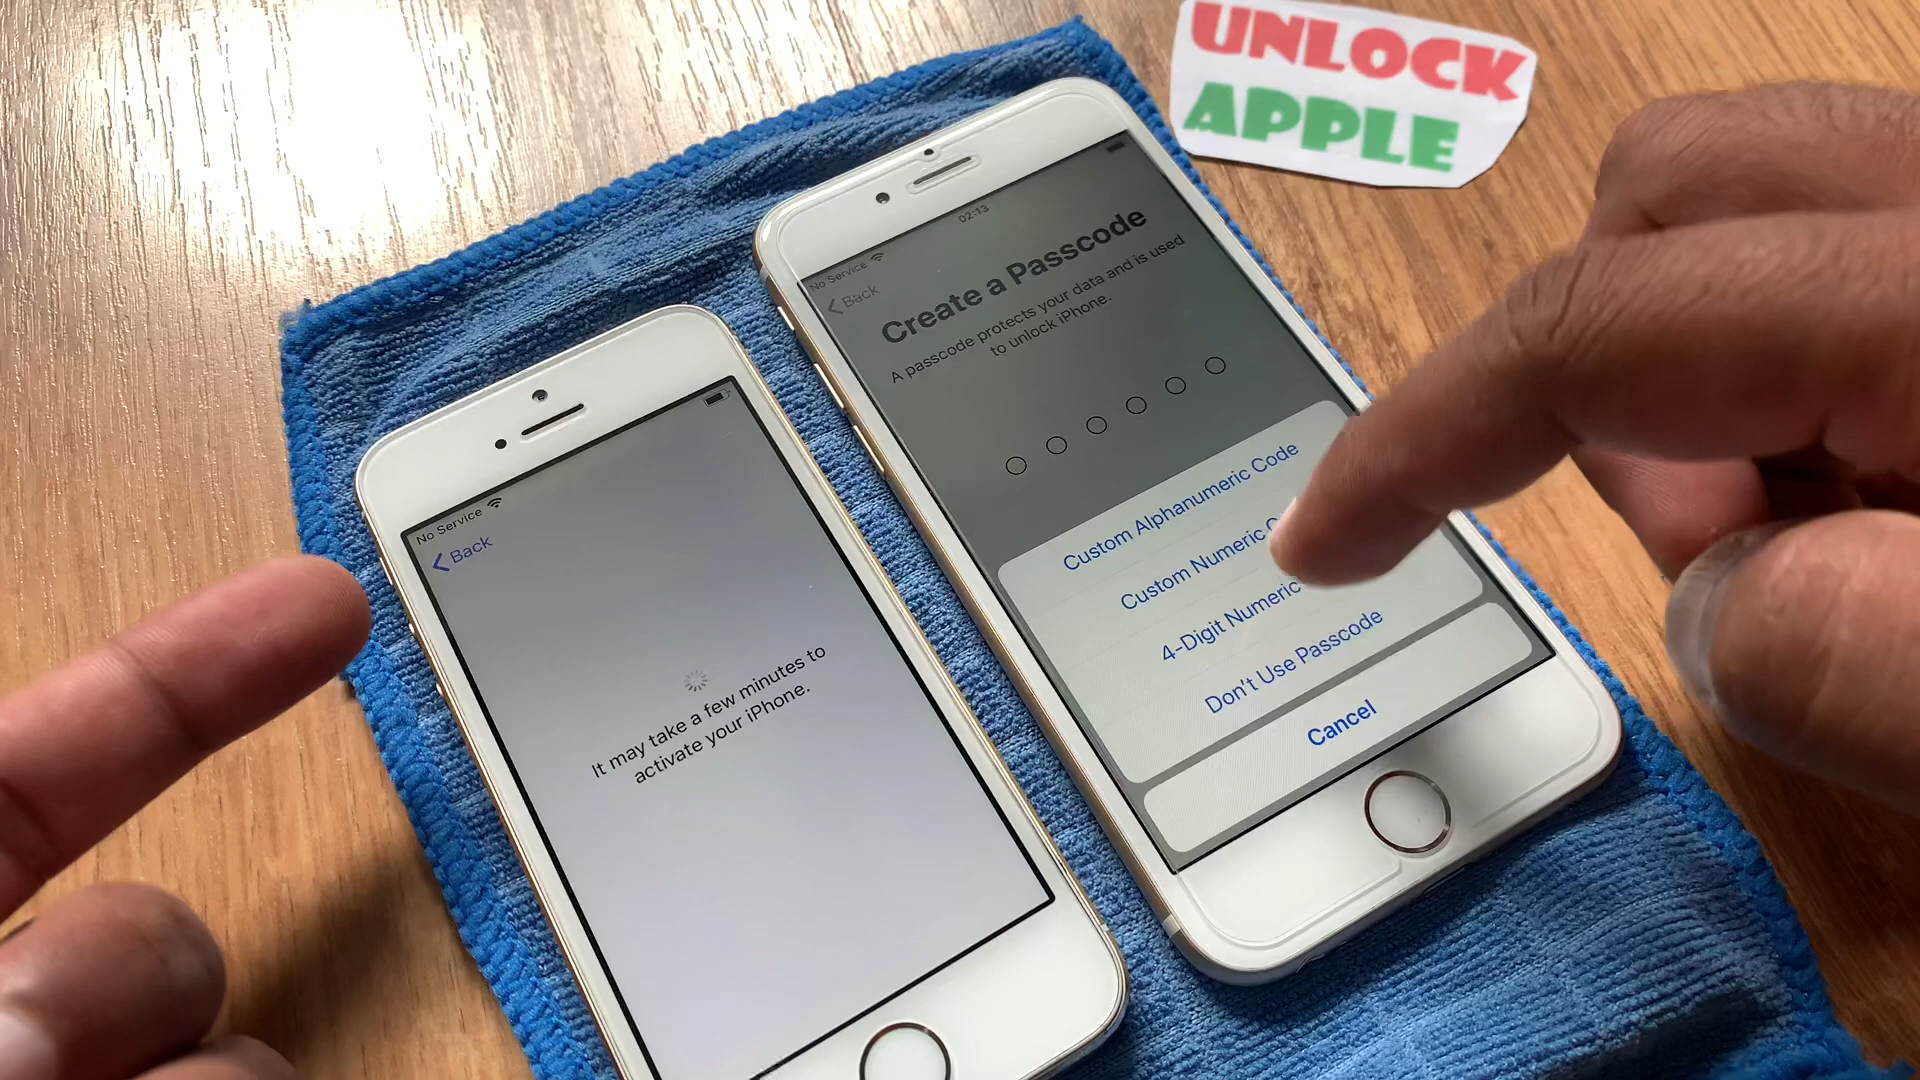 UNLOCK
APPLE
No Service
02:13
Back
Create a Passcode
A passcode protects your data and is used
to unlock iPhone.
Custom Alphanumeric Code
Custom Numeric
4-Digit Numeric
Don't Use Passcode
Cancel
No Service
Back
It may take a few minutes to
activate your iPhone.